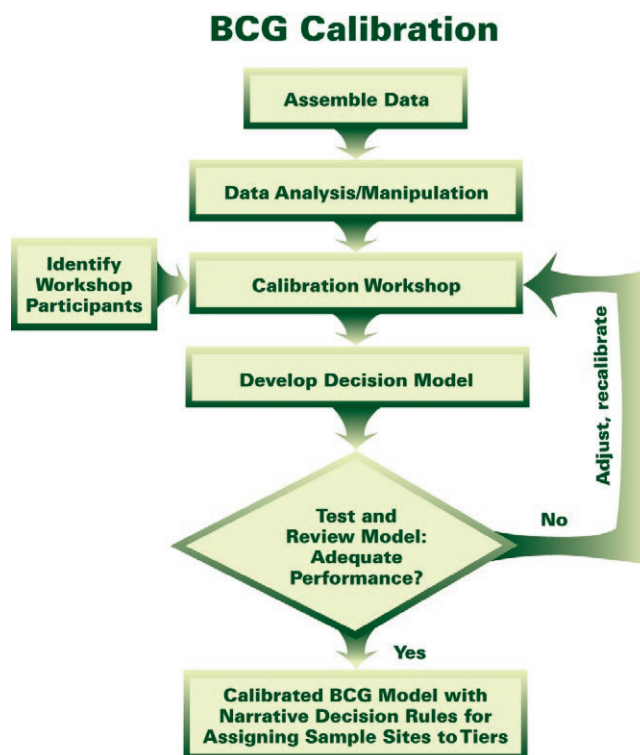 BCG Calibration
Assemble Data
Data Analysis/Manipulation
Identify
Workshop
Participants
Calibration Workshop
Develop Decision Model
Adjust, recalibrate
Test and
Review Model:
Adequate
Performance?
No
Yes
Calibrated BCG Model with
Narrative Decision Rules for
Assigning Sample Sites to Tiers